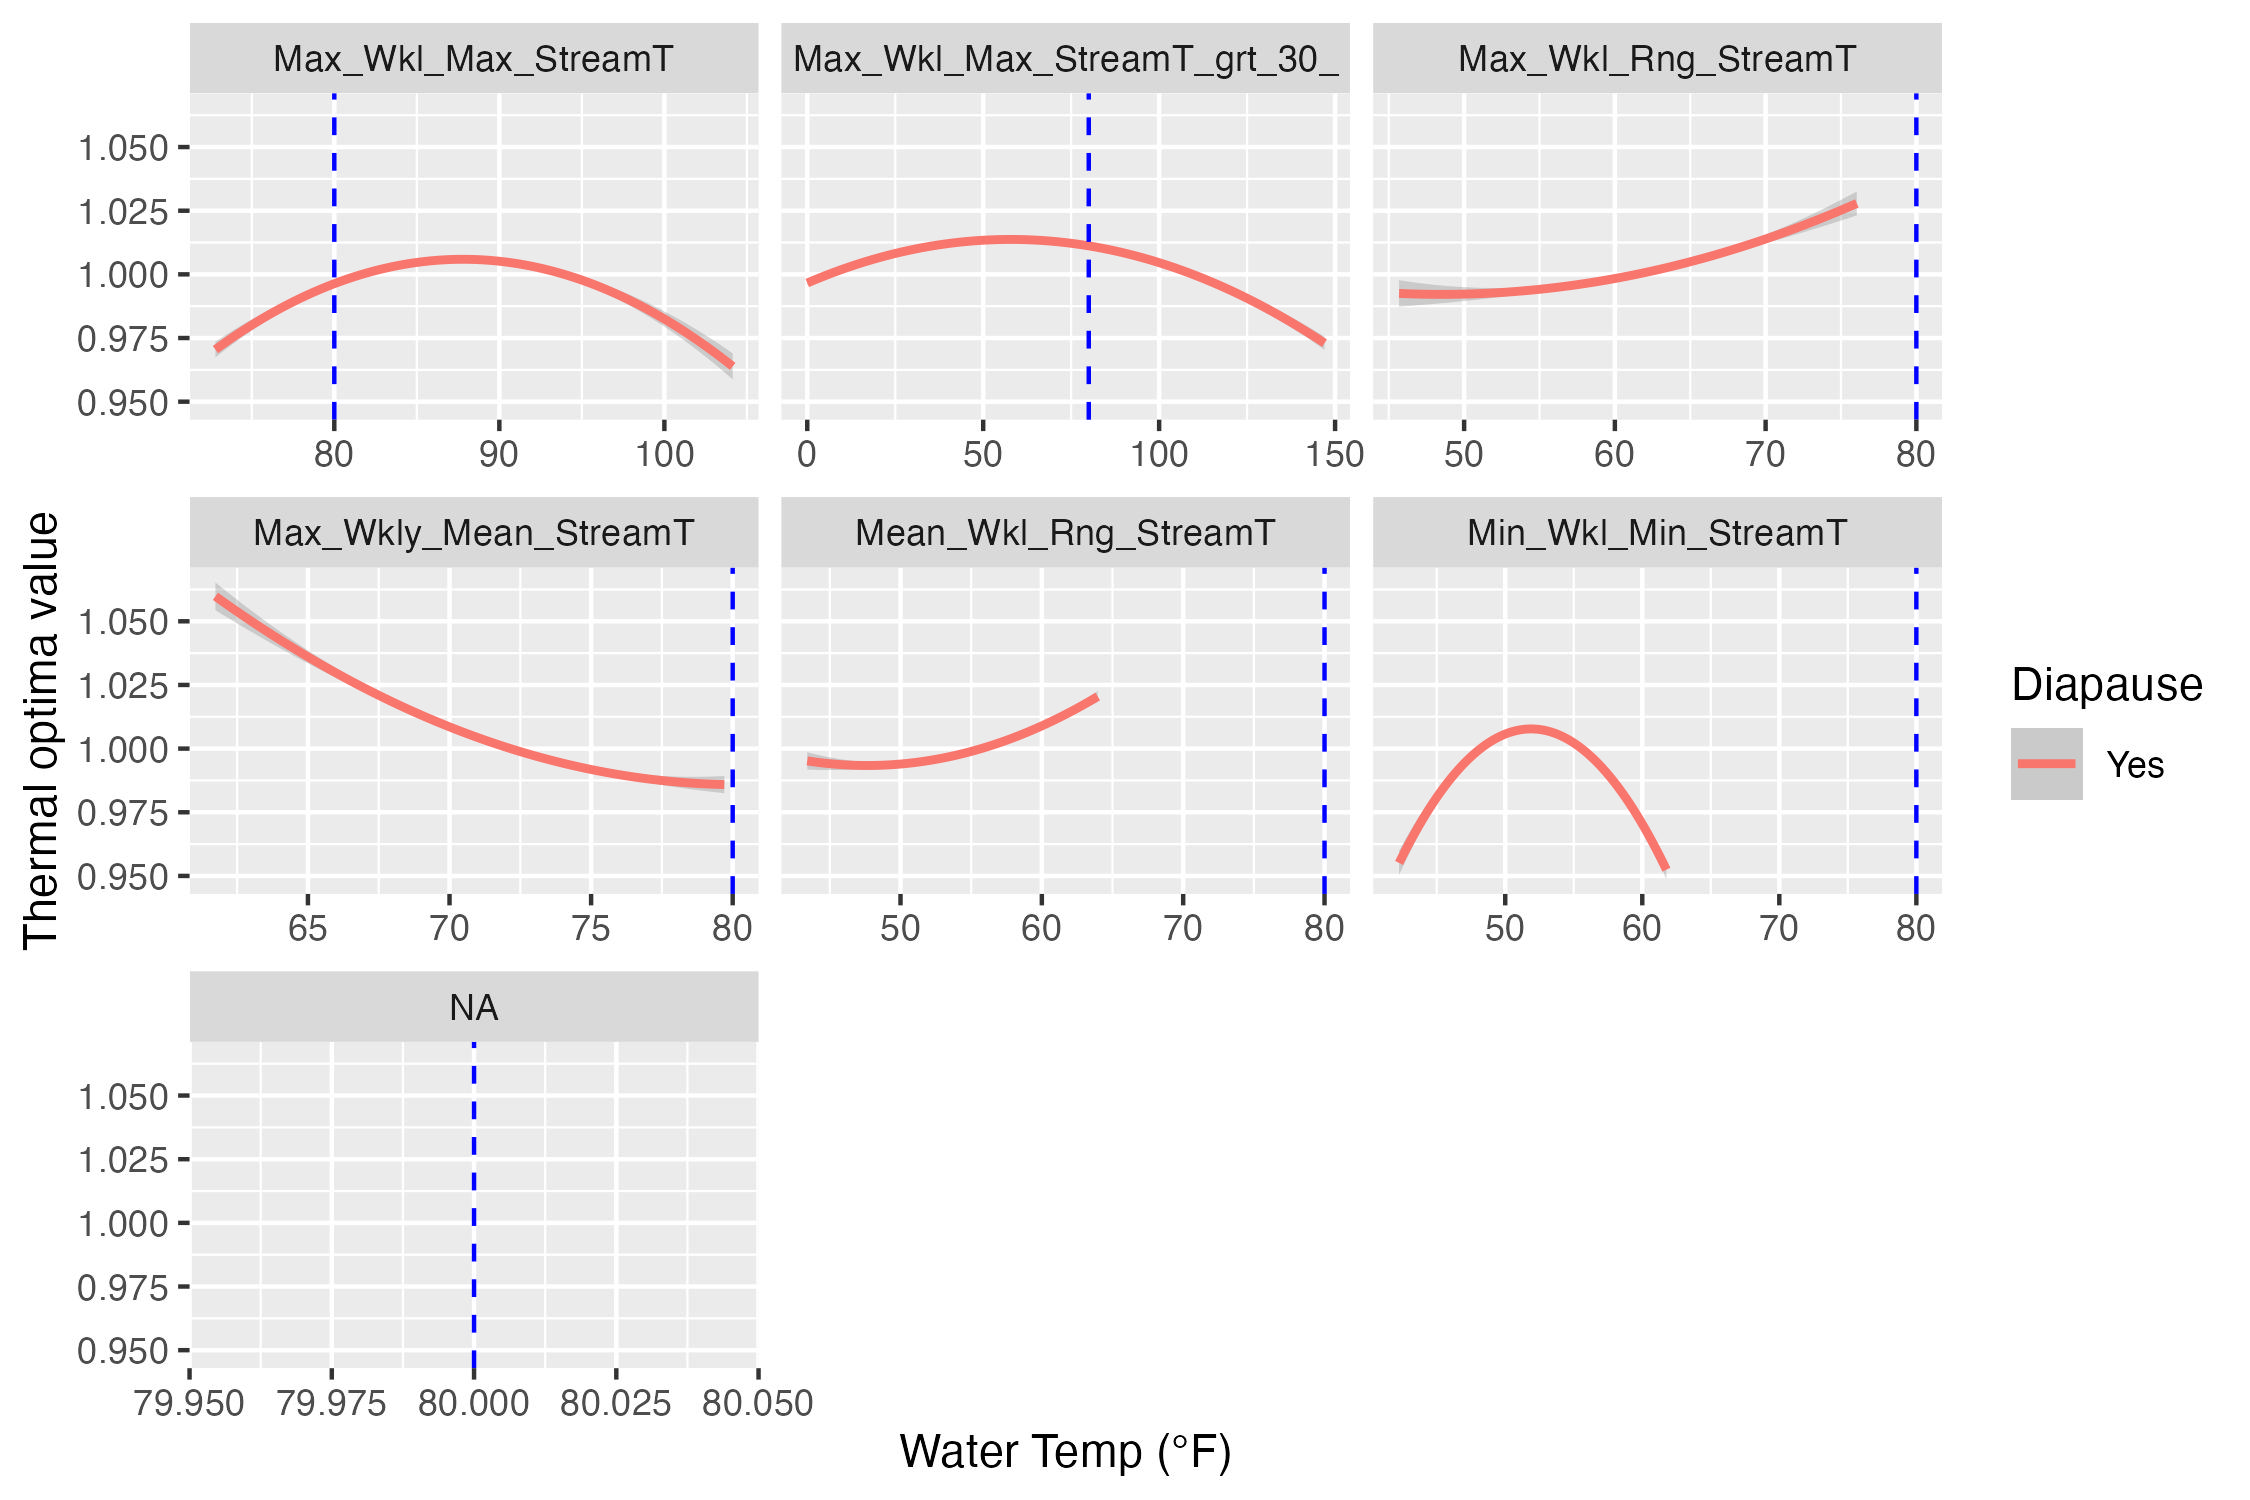 Max_Wkl_Max_StreamT
Max_Wkl_Max_StreamT_grt_30_
Max_Wkl_Rng_StreamT
1.050
1.025
1.000
0.975
0.950
80 90 100
0 50 100 150
50 60 70 80
Max_Wkly_Mean_StreamT
Mean_Wkl_Rng_StreamT
Min_Wkl_Min_StreamT
Thermal optima value
1.050
1.025
1.000
0.975
0.950
65 70 75 80
50 60 70 80
50 60 70 80
Diapause
Yes
NA
1.050
1.025
1.000
0.975
0.950
79.950 79.975 80.000 80.025 80.050
Water Temp (°F)